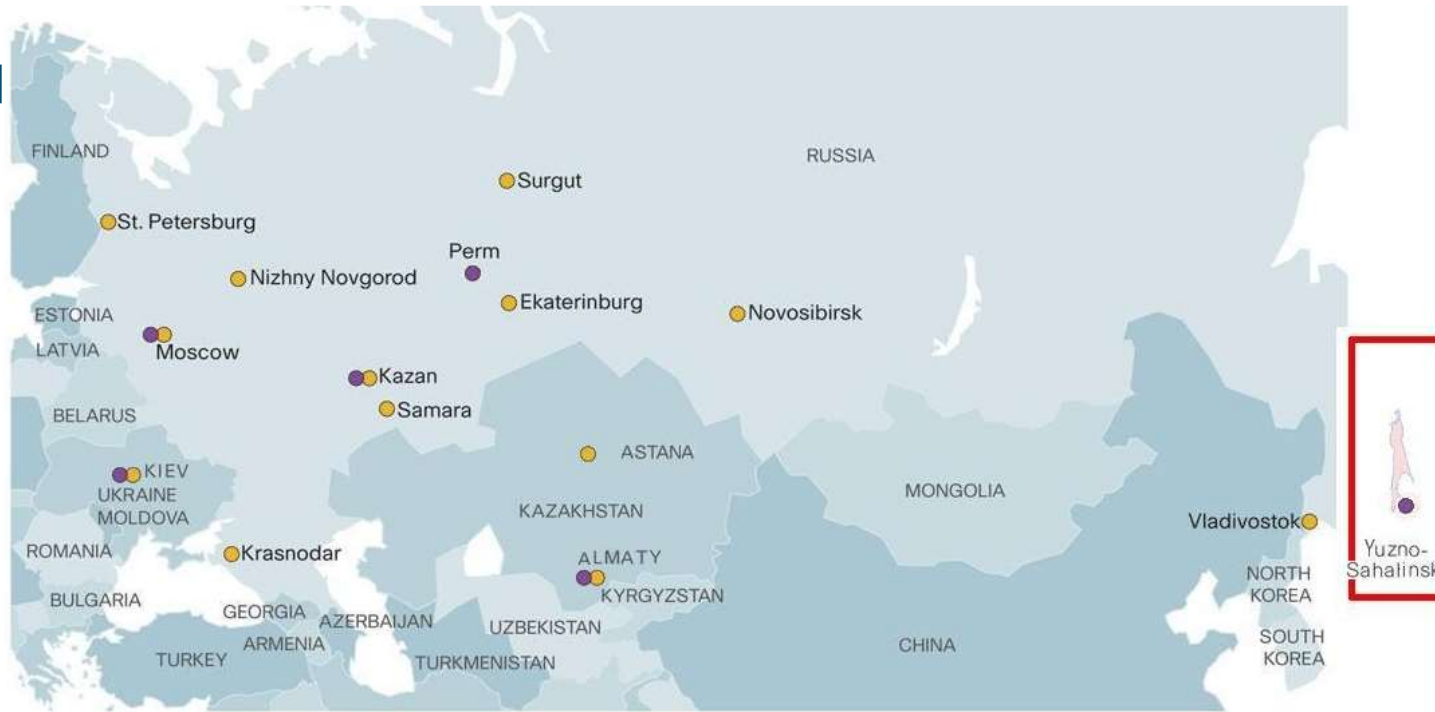 FINLAND
RUSSIA
Surgut
St. Petersburg
Perm
Nizhny Novgorod
Ekaterinburg
Novosibirsk
ESTONIA
Moscow
LATVIA
Kazan
Samara
BELARUS
ASTANA
KIEV
UKRAINE
MOLDOVA
MONGOLIA
KAZAKHSTAN
Vladivostok
ROMANIA
Krasnodar
ALMATY
Yuzno-
Sahalinsk
NORTH
KOREA
KYRGYZSTAN
BULGARIA
GEORGIA
AZERBAIJAN
UZBEKISTAN
ARMENIA
CHINA
SOUTH
KOREA
TURKEY
TURKMENISTAN